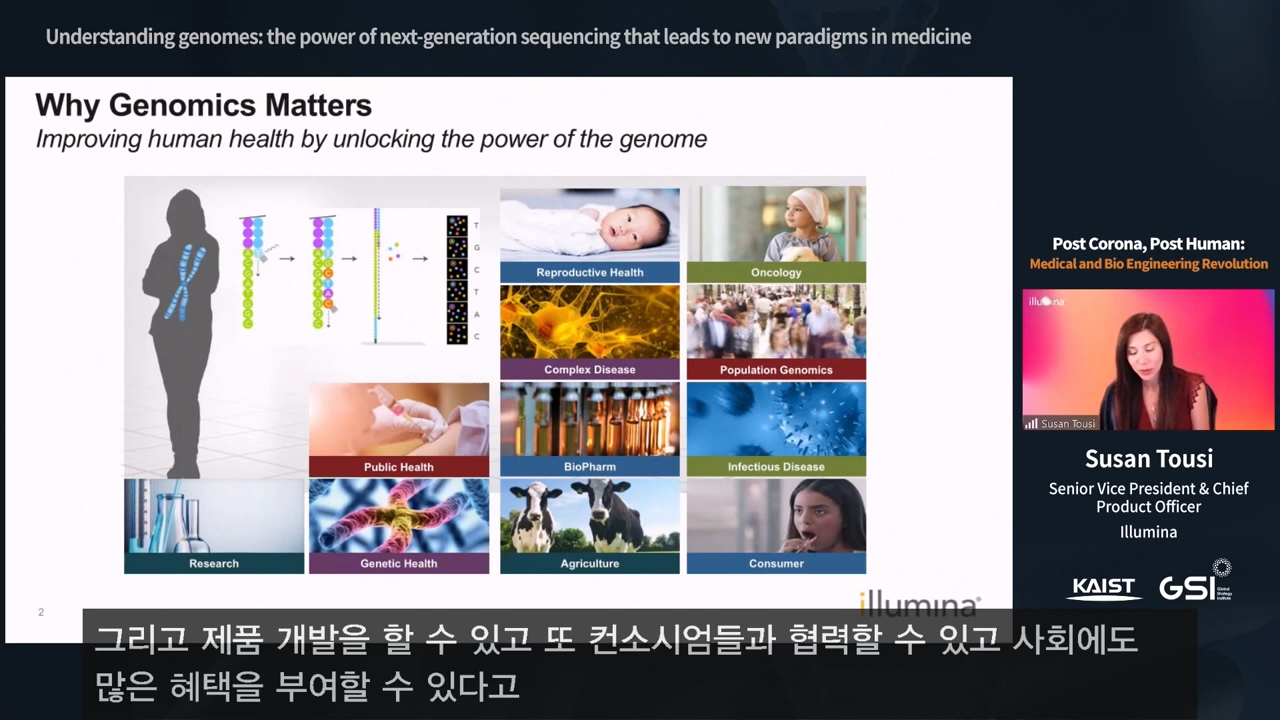 Understanding genomes: the power of next-generation sequencing that leads to new paradigms in medicine
Why Genomics Matters
Improving human health by unlocking the power of the genome
T
G
C
T
A
C
Reproductive Health
Oncology
Complex Disease
Population Genomics
Public Health
BioPharm
Infectious Disease
Research
Genetic Health
Agriculture
Consumer
2
illumina®
Post Corona, Post Human:
Medical and Bio Engineering Revolution
illumina
Susan Tousi
Susan Tousi
Senior Vice President & Chief
Product Officer
Illumina
KAIST
GSI Global Strategy Institute
그리고 제품 개발을 할 수 있고 또 컨소시엄들과 협력할 수 있고 사회에도
많은 혜택을 부여할 수 있다고